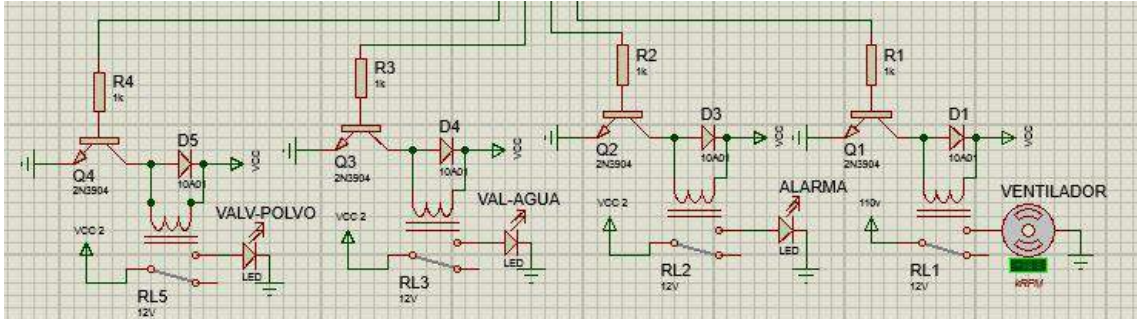 R4
1k
Q4
2N3904
D5
10A01
VCC
VALV-POLVO
VCC 2
RL5
12V
LED
R3
1k
Q3
2N3904
D4
10A01
VCC
VAL-AGUA
VCC 2
RL3
12V
LED
R2
1k
Q2
2N3904
D3
10A01
VCC
ALARMA
VCC 2
RL2
12V
LED
R1
1k
Q1
2N3904
D1
10A01
VCC
VENTILADOR
110v
RL1
12V
kRPM